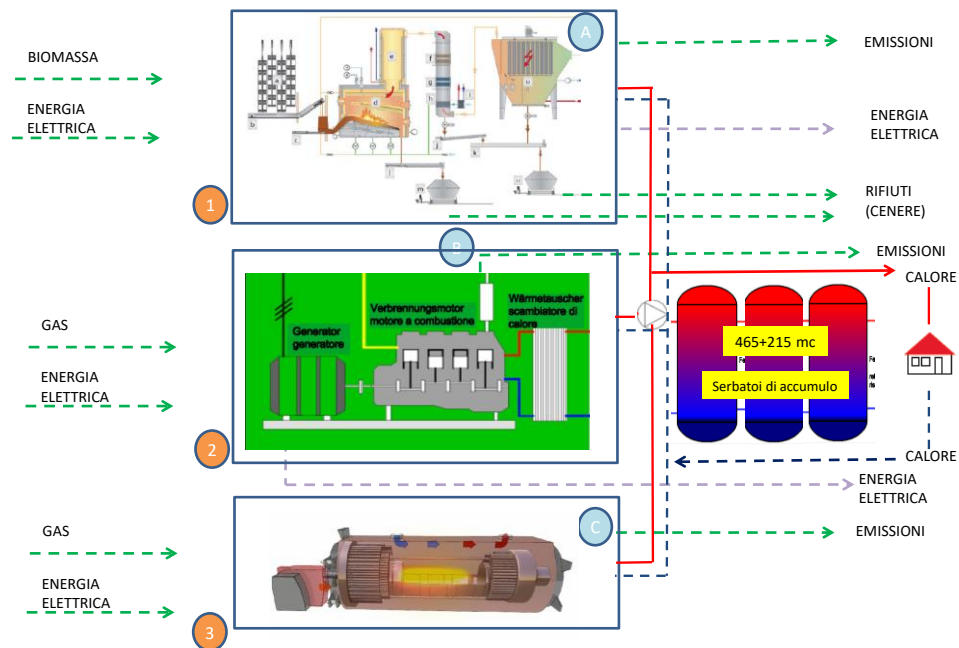 BIOMASSA
ENERGIA
ELETTRICA
1
A
b
c
d
e
f
g
h
i
j
k
l
m
EMISSIONI
ENERGIA
ELETTRICA
RIFIUTI
(CENERE)
GAS
ENERGIA
ELETTRICA
2
B
Generator
generatore
Verbrennungsmotor
motore a combustione
Wärmetauscher
scambiatore di
calore
EMISSIONI
CALORE
465+215 mc
Serbatoi di accumulo
CALORE
ENERGIA
ELETTRICA
GAS
ENERGIA
ELETTRICA
3
C
EMISSIONI